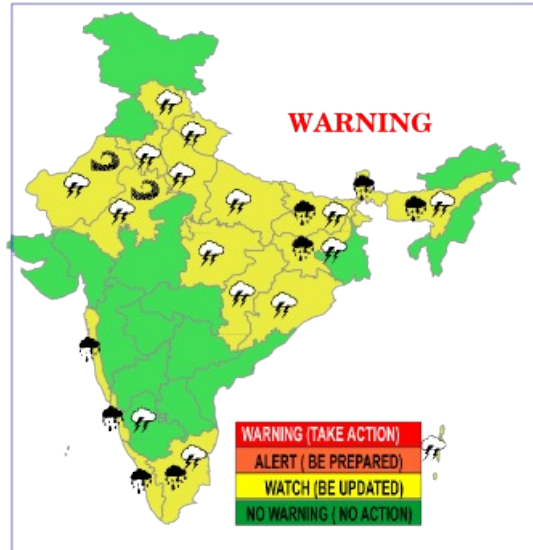 WARNING
WARNING (TAKE ACTION)
ALERT ( BE PREPARED)
WATCH (BE UPDATED)
NO WARNING ( NO ACTION)